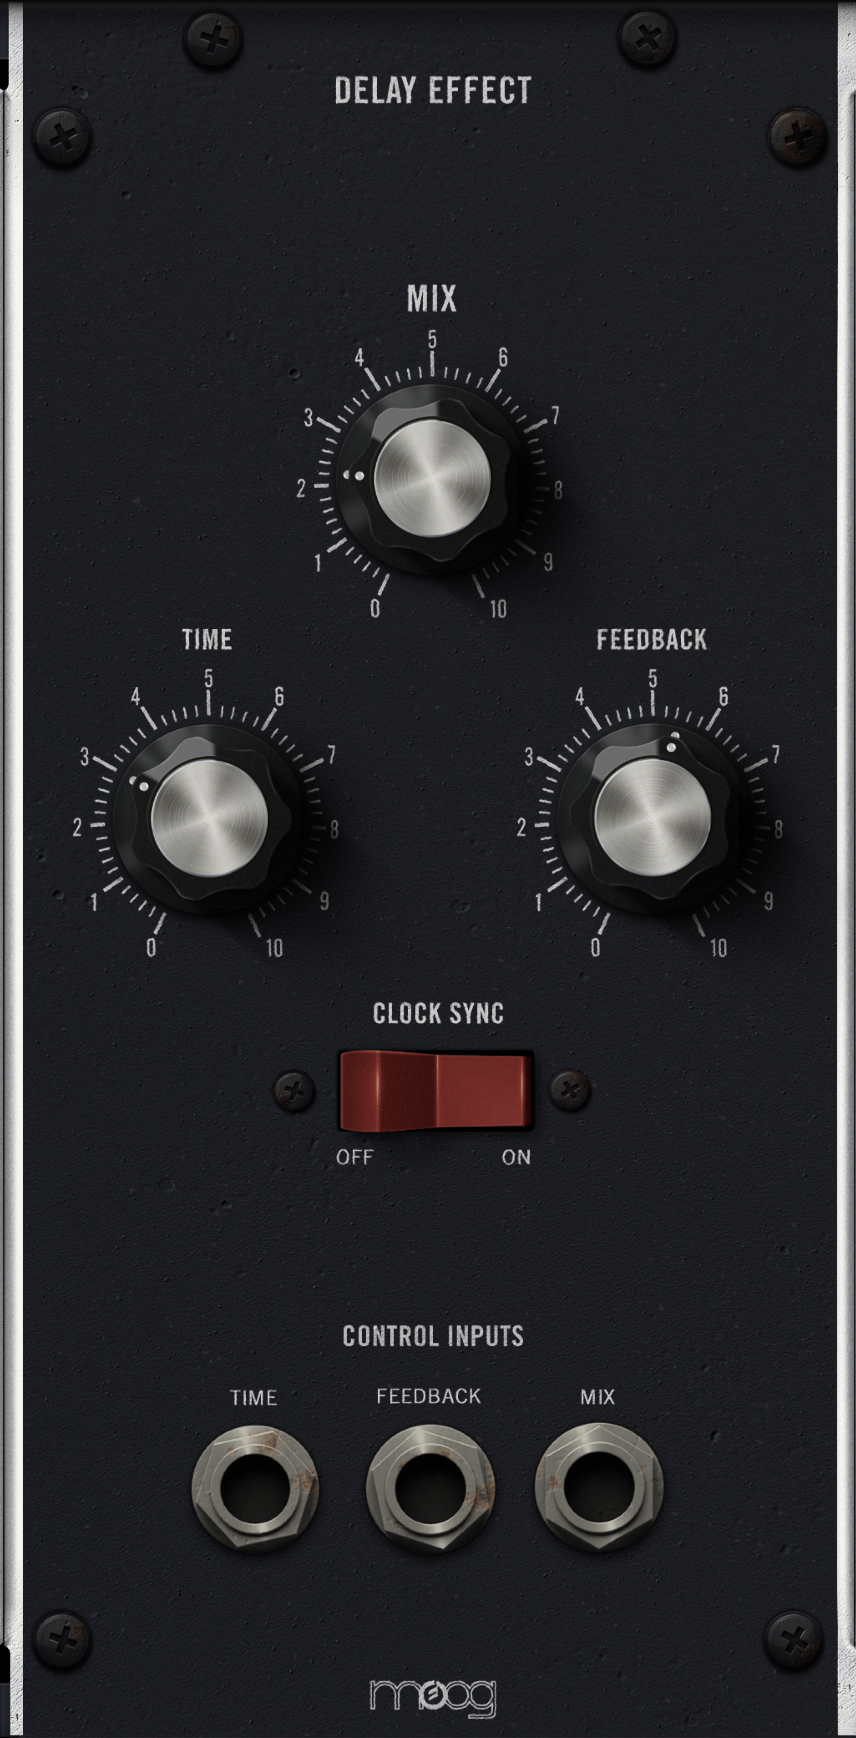 DELAY EFFECT
MIX
0 1 2 3 4 5 6 7 8 9 10
TIME
0 1 2 3 4 5 6 7 8 9 10
FEEDBACK
0 1 2 3 4 5 6 7 8 9 10
CLOCK SYNC
OFF ON
CONTROL INPUTS
TIME FEEDBACK MIX
moog